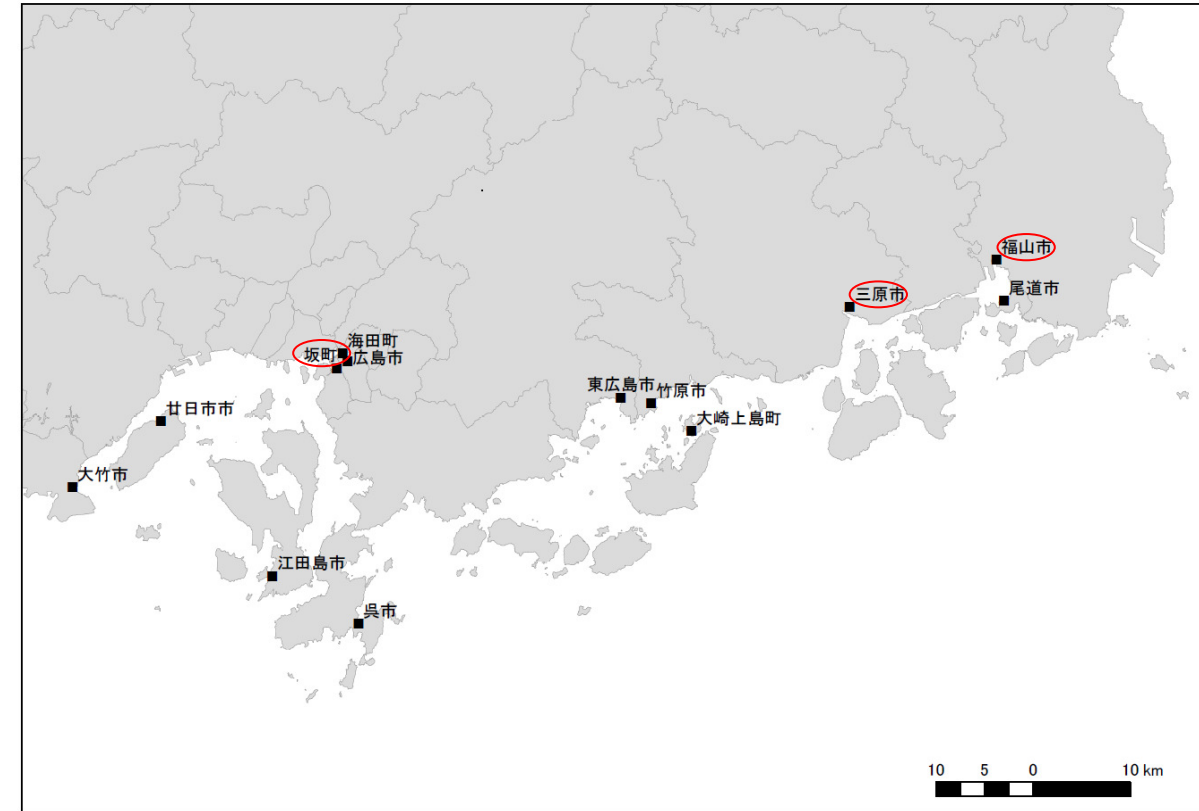 福山市
尾道市
三原市
海田町
坂町
広島市
東広島市
竹原市
廿日市市
大崎上島町
大竹市
江田島市
呉市
10 5 0 10 km